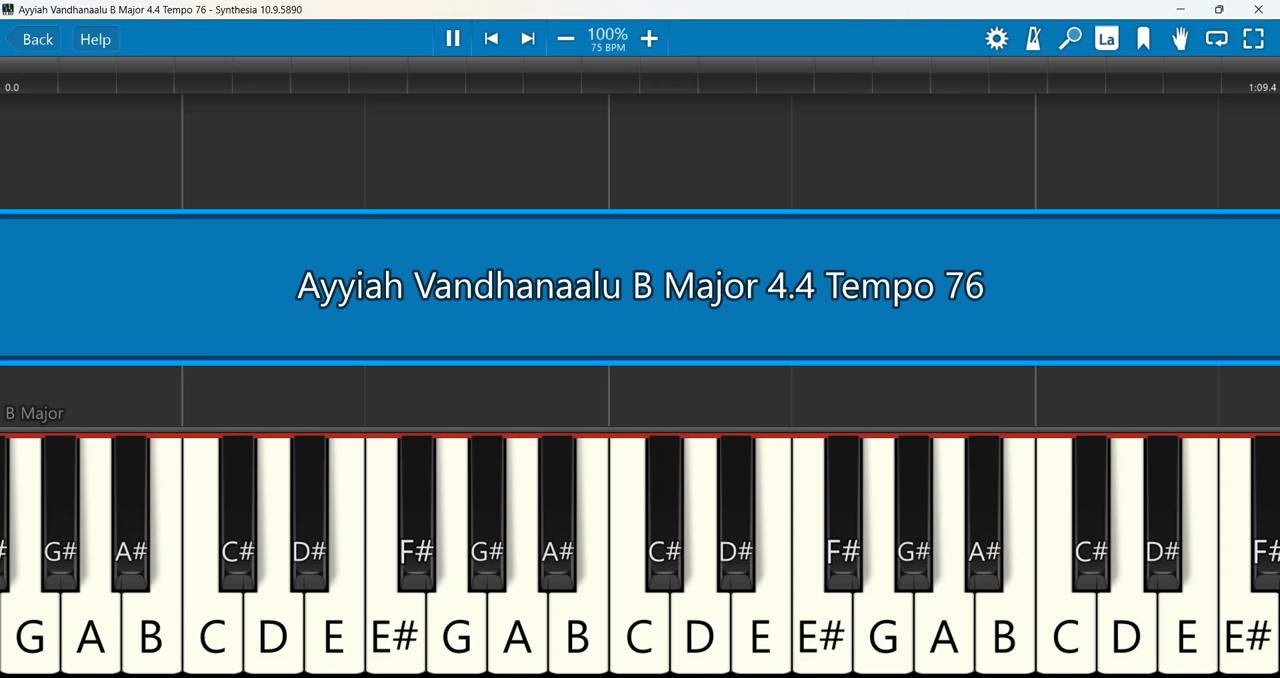 Ayyiah Vandhanaalu B Major 4.4 Tempo 76 - Synthesia 10.9.5890
Back Help 100% La
75 BPM
0.0 1:09.4
Ayyiah Vandhanaalu B Major 4.4 Tempo 76
B Major
# G# A# C# D# F# G# A# C# D# F# G# A# C# D# F#
G A B C D E E# G A B C D E E# G A B C D E E#